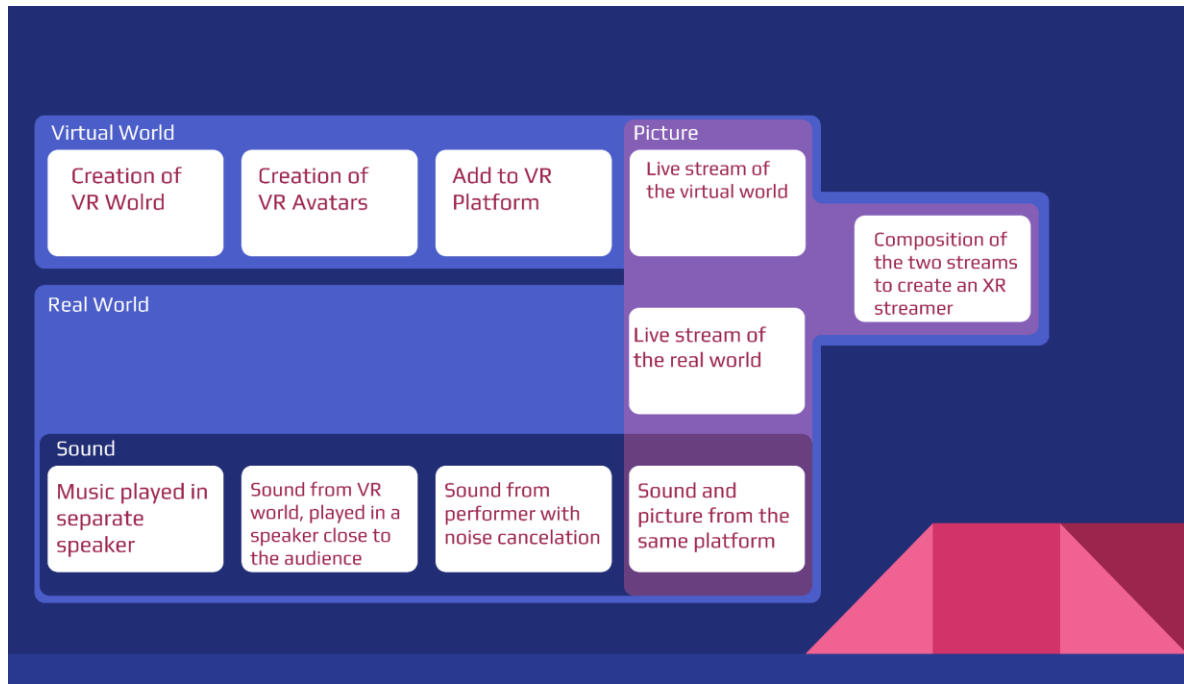 Virtual World
Picture
Creation of
VR Wolrd
Creation of
VR Avatars
Add to VR
Platform
Live stream of
the virtual world
Composition of
the two streams
to create an XR
streamer
Real World
Live stream of
the real world
Sound
Music played in
separate
speaker
Sound from VR
world, played in a
speaker close to
the audience
Sound from
performer with
noise cancelation
Sound and
picture from the
same platform